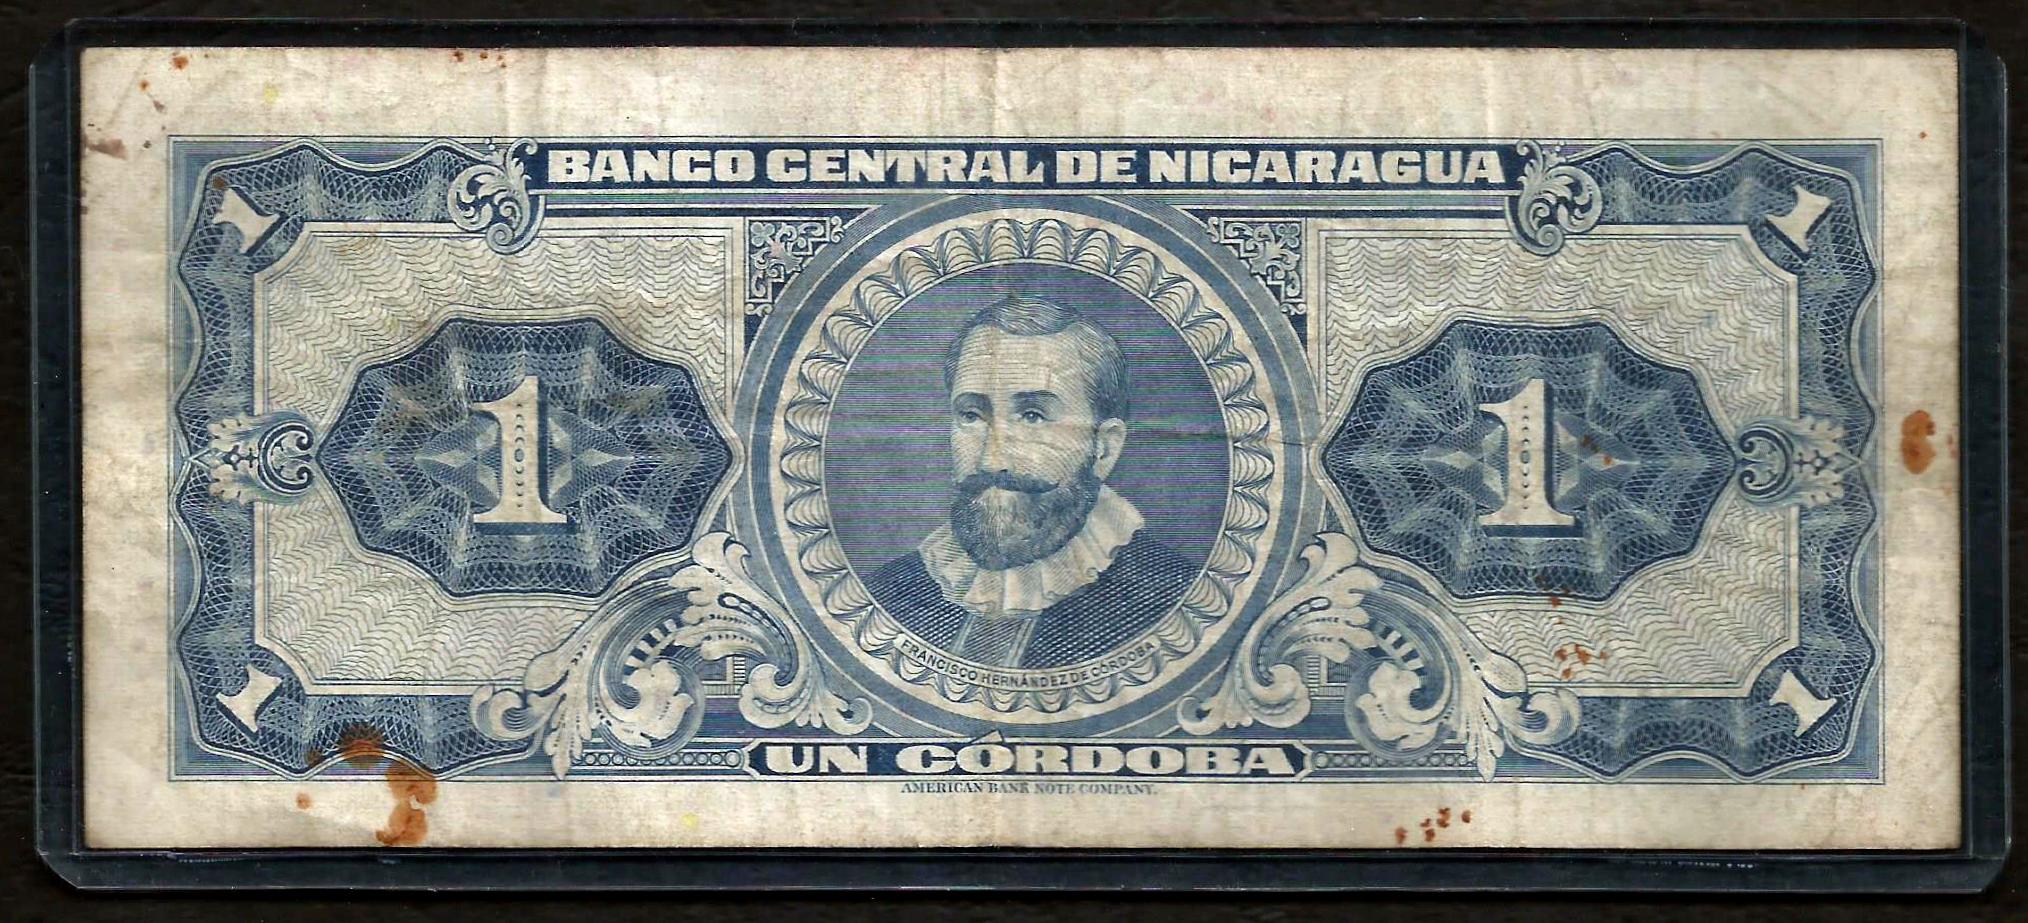 BANCO CENTRAL DE NICARAGUA
1 1
1 1
FRANCISCO HERNÁNDEZ DE CÓRDOBA
1 1
UN CÓRDOBA
AMERICAN BANK NOTE COMPANY.